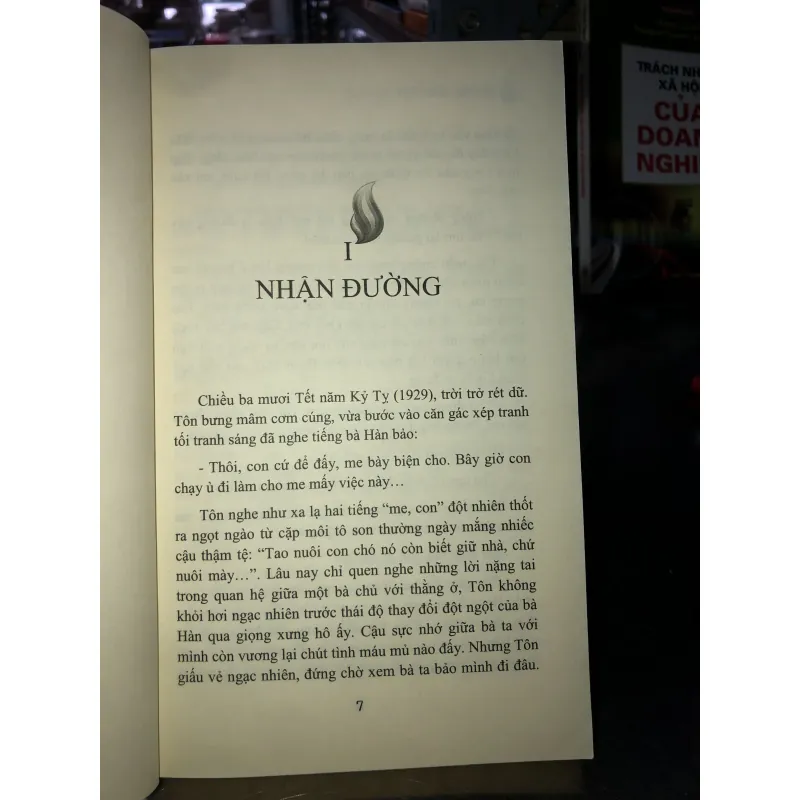 I
NHẬN ĐƯỜNG
Chiều ba mươi Tết năm Kỷ Tỵ (1929), trời trở rét dữ.
Tôn bưng mâm cơm cúng, vừa bước vào căn gác xép tranh
tối tranh sáng đã nghe tiếng bà Hàn bảo:
- Thôi, con cứ để đấy, me bày biện cho. Bây giờ con
chạy ù đi làm cho me mấy việc này…
Tôn nghe như xa lạ hai tiếng “me, con” đột nhiên thốt
ra ngọt ngào từ cặp môi tô son thường ngày mắng nhiếc
cậu thậm tệ: “Tao nuôi con chó nó còn biết giữ nhà, chứ
nuôi mày…”. Lâu nay chỉ quen nghe những lời nặng tai
trong quan hệ giữa một bà chủ với thằng ở, Tôn không
khỏi hơi ngạc nhiên trước thái độ thay đổi đột ngột của bà
Hàn qua giọng xưng hô ấy. Cậu sực nhớ giữa bà ta với
mình còn vương lại chút tình máu mủ nào đấy. Nhưng Tôn
giấu vẻ ngạc nhiên, đứng chờ xem bà ta bảo mình đi đâu.
7
TRÁCH NH
XÃ HỘ
CỦA
DOAN
NGHI